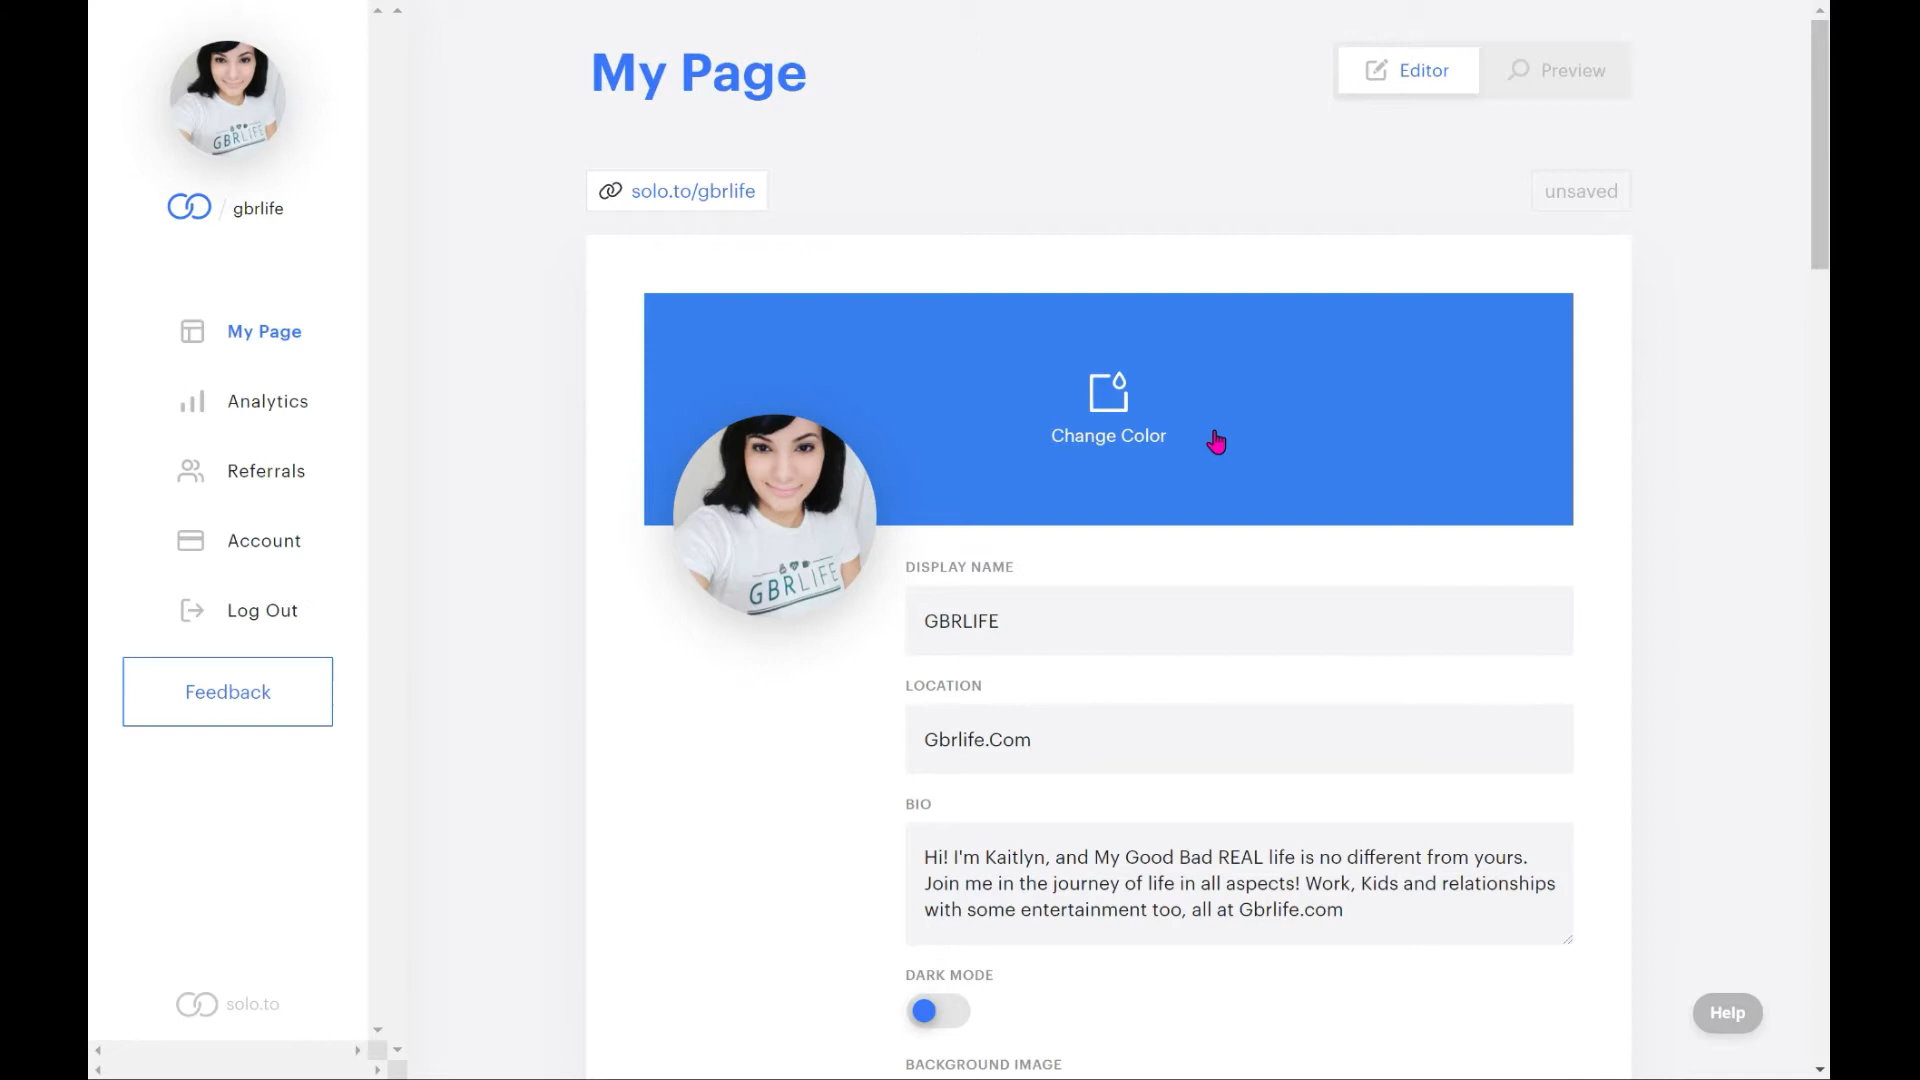 My Page
Editor
Preview
GBRLIFE
/ gbrlife
solo.to/gbrlife
unsaved
My Page
Analytics
Referrals
Account
Log Out
Feedback
solo.to
Change Color
GBRLIFE
DISPLAY NAME
GBRLIFE
LOCATION
Gbrlife.Com
BIO
Hi! I'm Kaitlyn, and My Good Bad REAL life is no different from yours.
Join me in the journey of life in all aspects! Work, Kids and relationships
with some entertainment too, all at Gbrlife.com
DARK MODE
BACKGROUND IMAGE
Help